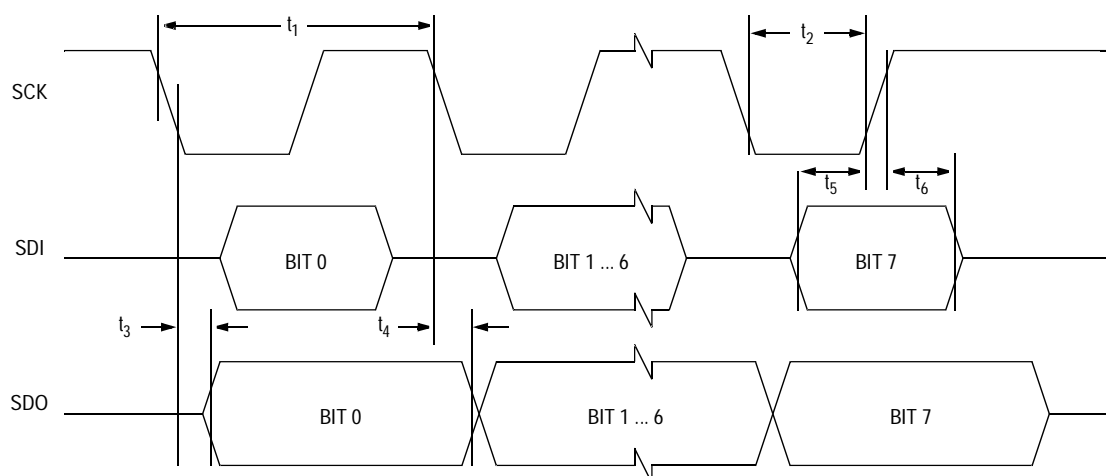 t1
t2
SCK
t5
t6
SDI
BIT 0
BIT 1 ... 6
BIT 7
t3
t4
SDO
BIT 0
BIT 1 ... 6
BIT 7